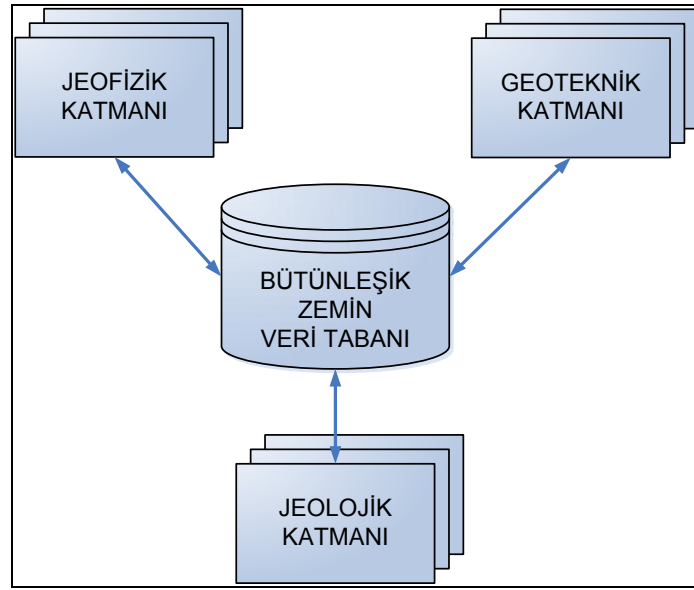 JEOFİZİK
KATMANI
GEOTEKNİK
KATMANI
BÜTÜNLEŞİK
ZEMİN
VERİ TABANI
JEOLOJİK
KATMANI